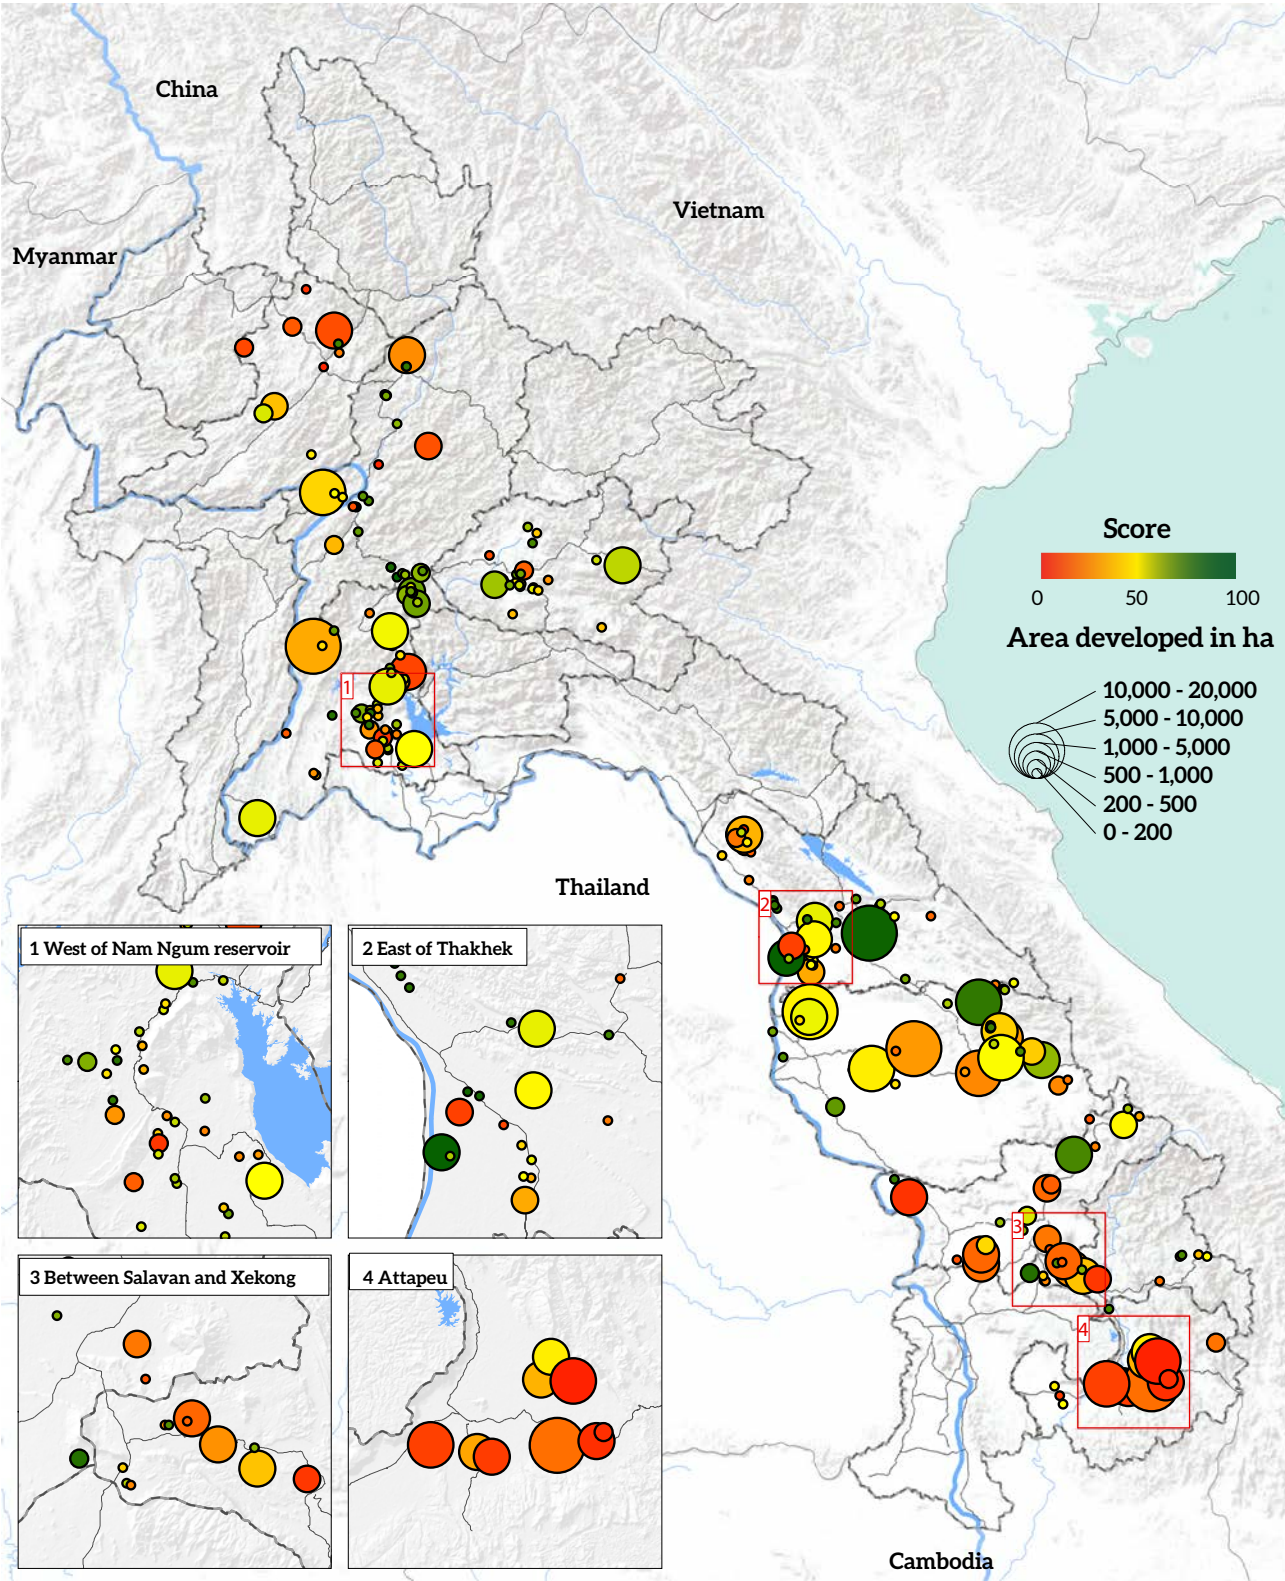 China
Vietnam
Myanmar
Score
0 50 100
Area developed in ha
10,000 - 20,000
5,000 - 10,000
1,000 - 5,000
500 - 1,000
200 - 500
0 - 200
1
Thailand
2
1 West of Nam Ngum reservoir
2 East of Thakhek
3
3 Between Salavan and Xekong
4 Attapeu
4
Cambodia